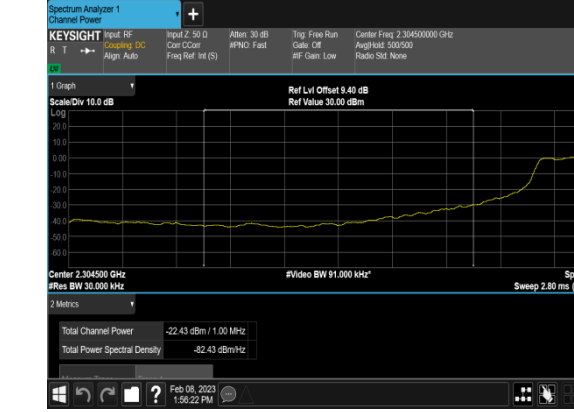 Spectrum Analyzer 1
Channel Power
+
KEYSIGHT
R T
LW
Input: RF
Coupling: DC
Align: Auto
Input Z: 50 Ω
Corr CCorr
Freq Ref: Int (S)
Atten: 30 dB
#PNO: Fast
Trig: Free Run
Gate: Off
#IF Gain: Low
Center Freq: 2.304500000 GHz
Avg|Hold: 500/500
Radio Std: None
1 Graph
Scale/Div 10.0 dB
Ref Lvl Offset 9.40 dB
Ref Value 30.00 dBm
Log
20.0
10.0
0.00
-10.0
-20.0
-30.0
-40.0
-50.0
-60.0
Center 2.304500 GHz
#Video BW 91.000 kHz*
Sp
#Res BW 30.000 kHz
Sweep 2.80 ms (
2 Metrics
Total Channel Power -22.43 dBm / 1.00 MHz
Total Power Spectral Density -82.43 dBm/Hz
?
Feb 08, 2023
1:56:22 PM